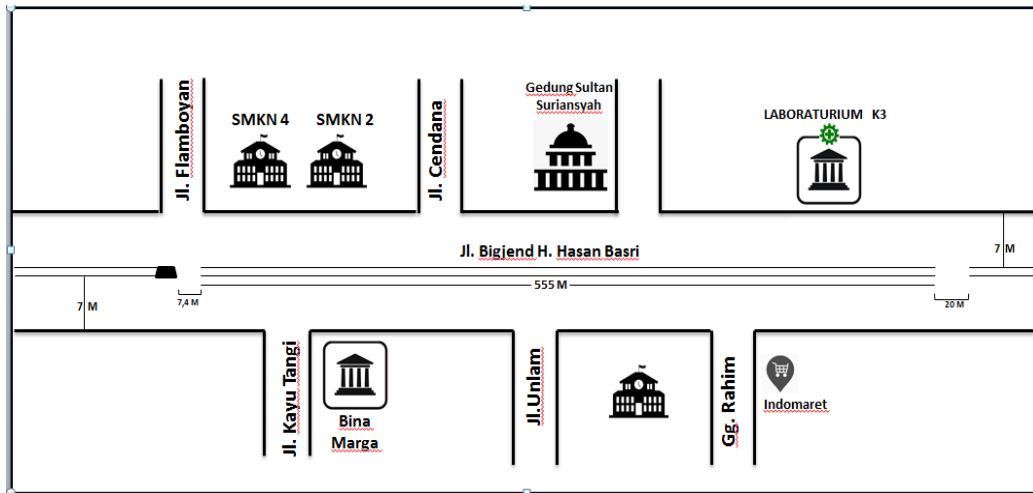 Jl. Flamboyan
SMKN 4
SMKN 2
Jl. Cendana
Gedung Sultan
Suriansyah
LABORATURIUM K3
Jl. Bigjend H. Hasan Basri
7 M
555 M
7,4 M
20 M
7 M
Jl. Kayu Tangi
Bina
Marga
Jl.Unlam
Gg. Rahim
Indomaret